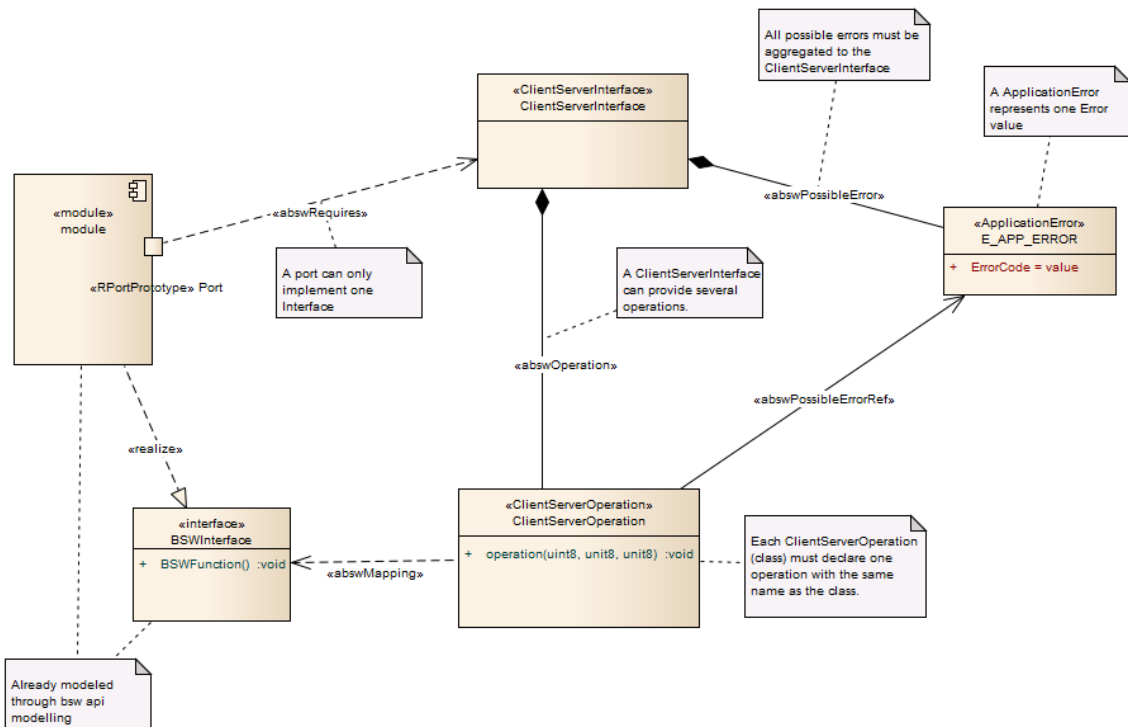 All possible errors must be
aggregated to the
ClientServerInterface
A ApplicationError
represents one Error
value
«ClientServerInterface»
ClientServerInterface
«module»
module
«abswRequires»
«abswPossibleError»
«ApplicationError»
E_APP_ERROR
+ ErrorCode = value
A port can only
implement one
Interface
A ClientServerInterface
can provide several
operations.
«RPortPrototype» Port
«abswOperation»
«abswPossibleErrorRef»
«realize»
«interface»
BSWInterface
+ BSWFunction() :void
«abswMapping»
«ClientServerOperation»
ClientServerOperation
+ operation(uint8, unit8, unit8) :void
Each ClientServerOperation
(class) must declare one
operation with the same
name as the class.
Already modeled
through bsw api
modelling